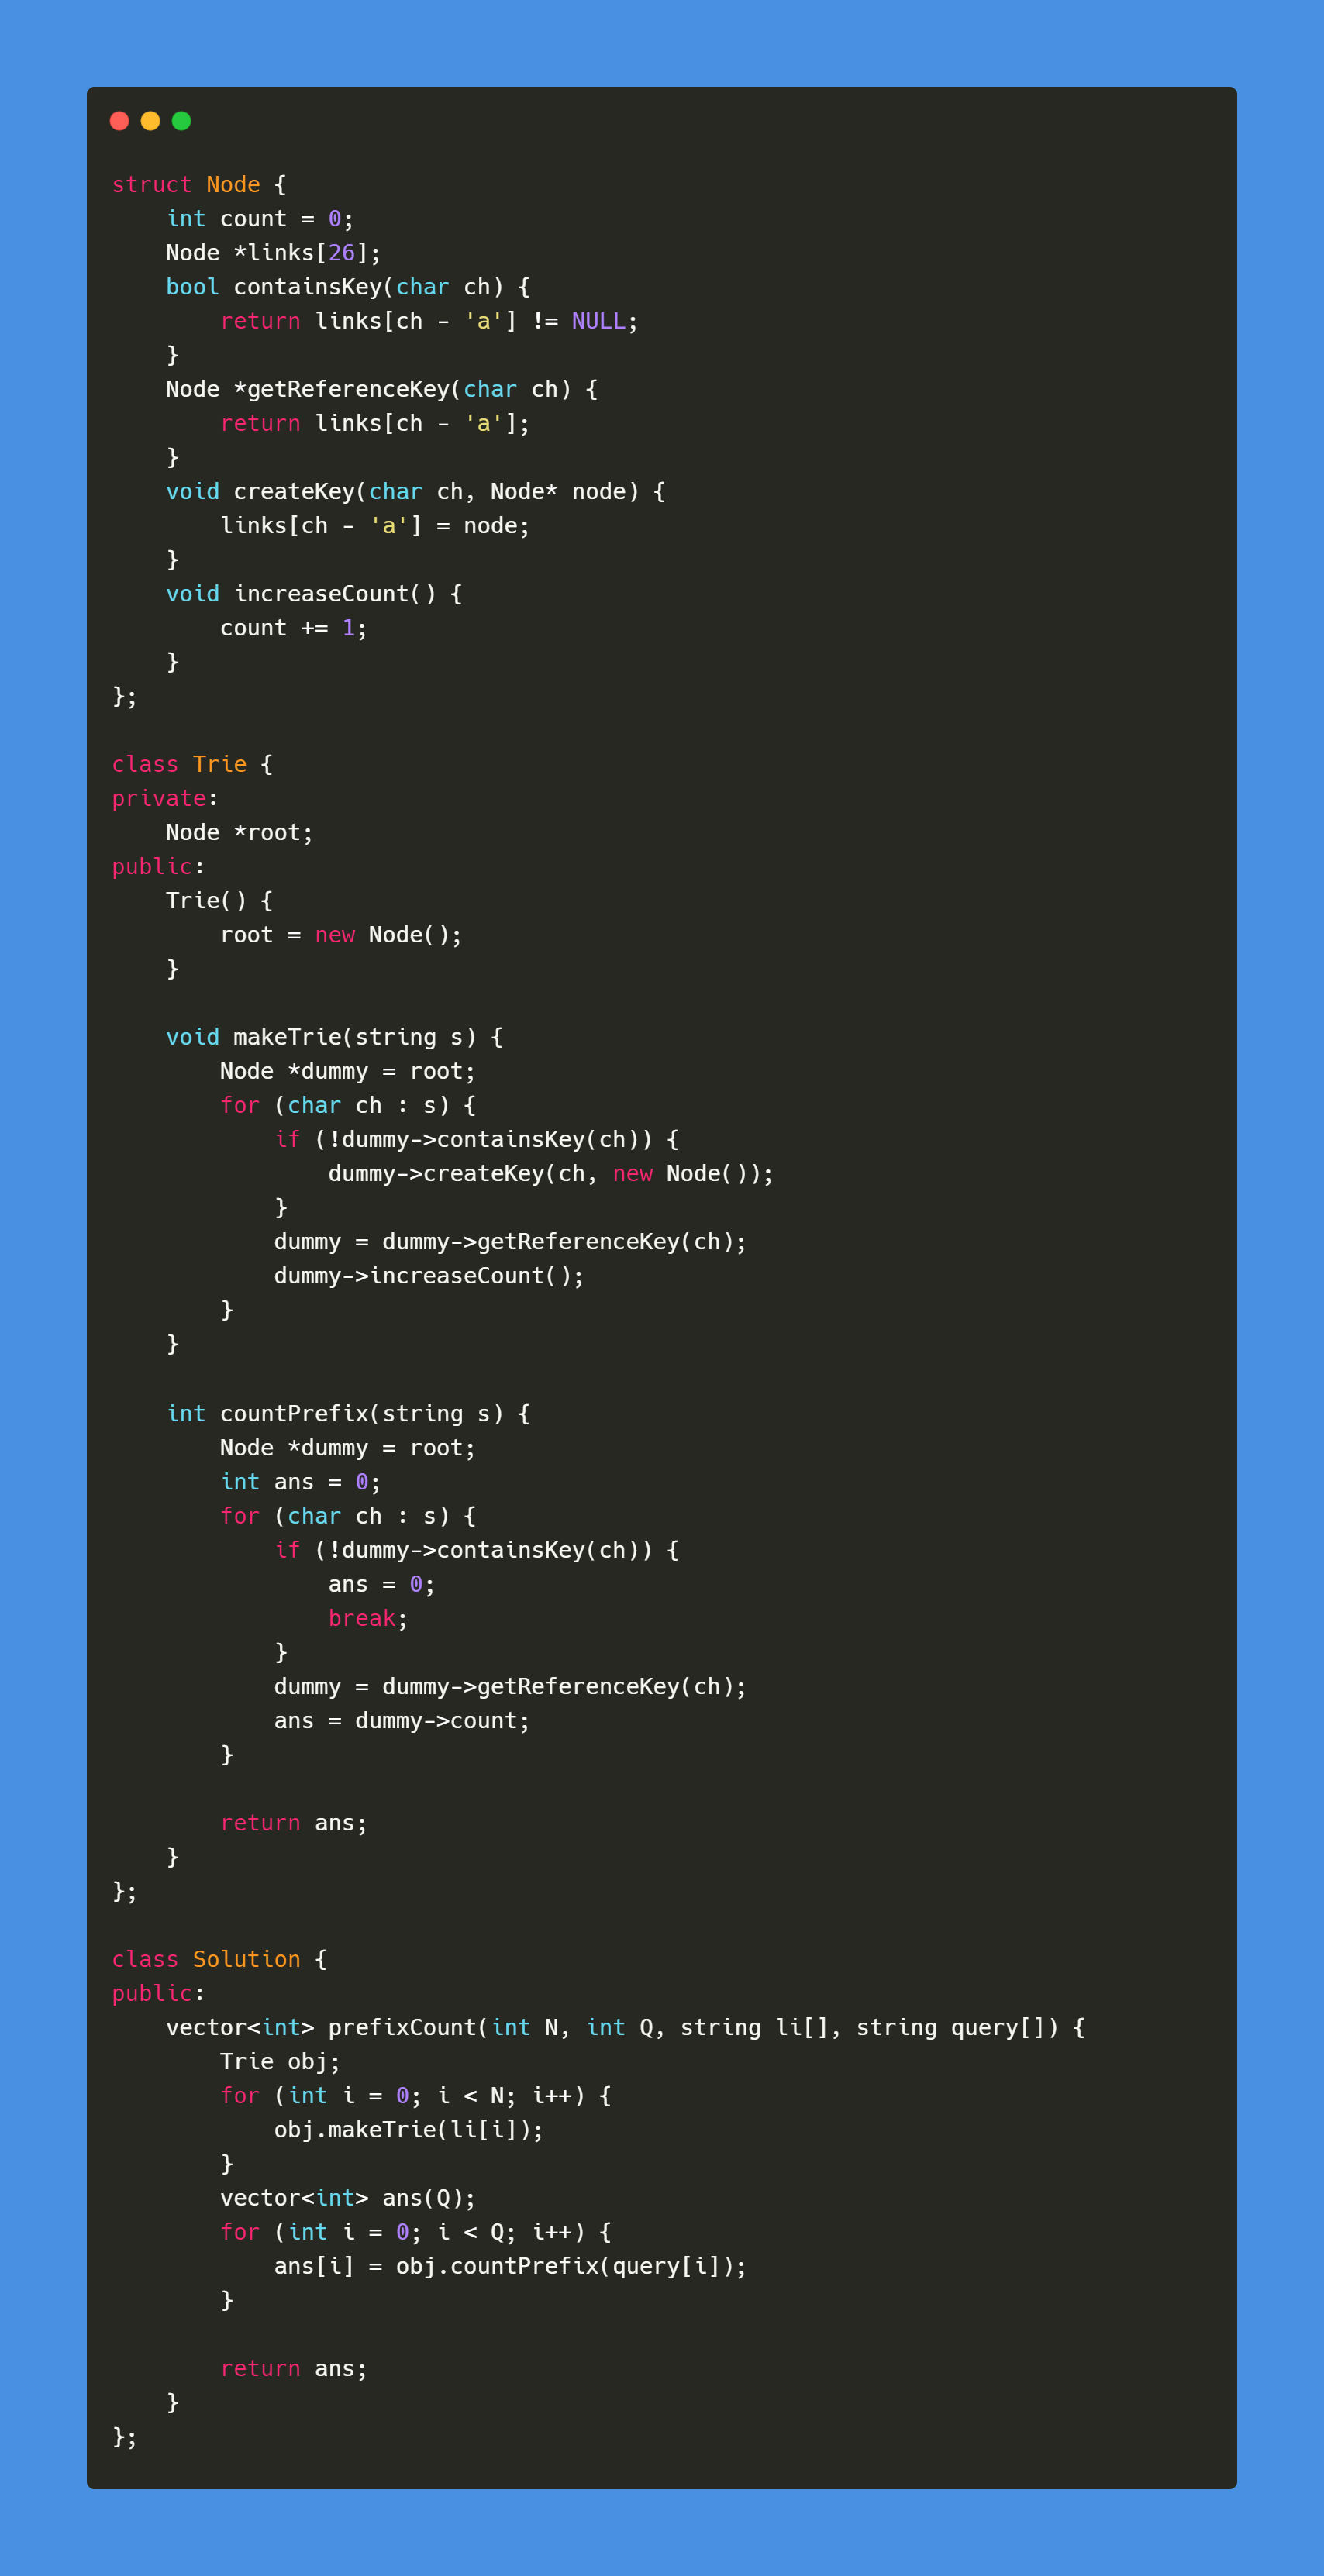 struct Node {
    int count = 0;
    Node *links[26];
    bool containsKey(char ch) {
        return links[ch - 'a'] != NULL;
    }
    Node *getReferenceKey(char ch) {
        return links[ch - 'a'];
    }
    void createKey(char ch, Node* node) {
        links[ch - 'a'] = node;
    }
    void increaseCount() {
        count += 1;
    }
};

class Trie {
private:
    Node *root;
public:
    Trie() {
        root = new Node();
    }

    void makeTrie(string s) {
        Node *dummy = root;
        for (char ch : s) {
            if (!dummy->containsKey(ch)) {
                dummy->createKey(ch, new Node());
            }
            dummy = dummy->getReferenceKey(ch);
            dummy->increaseCount();
        }
    }

    int countPrefix(string s) {
        Node *dummy = root;
        int ans = 0;
        for (char ch : s) {
            if (!dummy->containsKey(ch)) {
                ans = 0;
                break;
            }
            dummy = dummy->getReferenceKey(ch);
            ans = dummy->count;
        }

        return ans;
    }
};

class Solution {
public:
    vector<int> prefixCount(int N, int Q, string li[], string query[]) {
        Trie obj;
        for (int i = 0; i < N; i++) {
            obj.makeTrie(li[i]);
        }
        vector<int> ans(Q);
        for (int i = 0; i < Q; i++) {
            ans[i] = obj.countPrefix(query[i]);
        }

        return ans;
    }
};